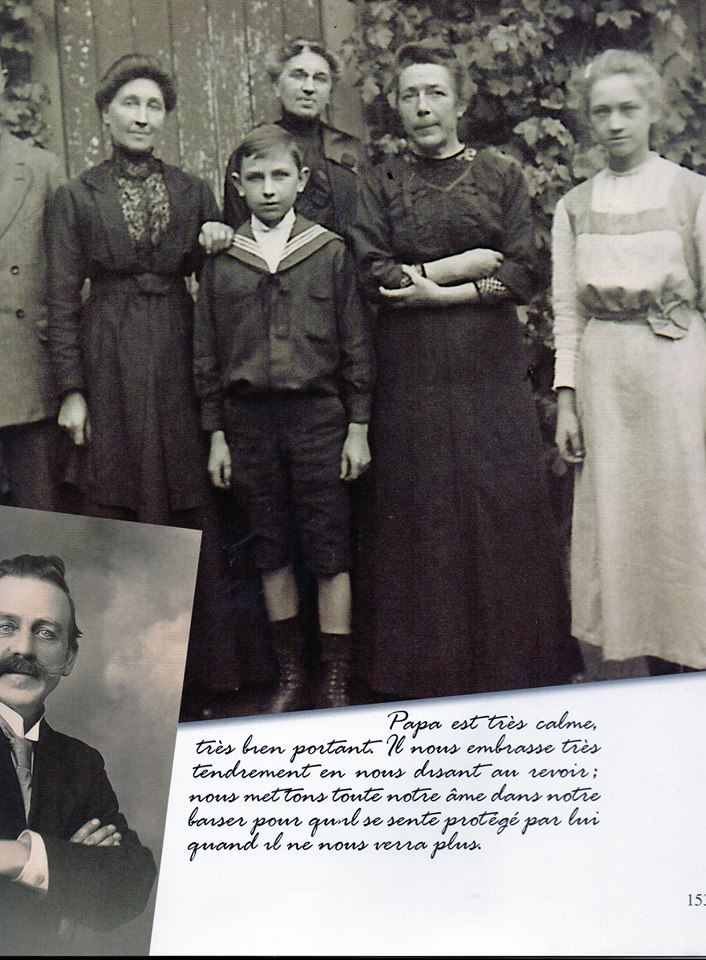 Papa est très calme,
très bien portant. Il nous embrasse très
tendrement en nous disant au revoir ;
nous mettons toute notre âme dans notre
baiser pour qu'il se sente protégé par lui
quand il ne nous verra plus.
153